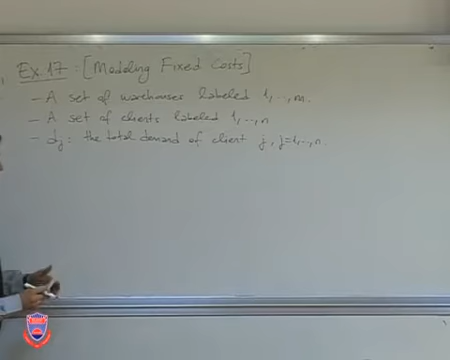 Ex.17: [Modeling Fixed Costs]
- A set of warehouses labeled 1,...,m.
- A set of clients labeled 1,...,n
- dj: the total demand of client j, j=1,...,n.